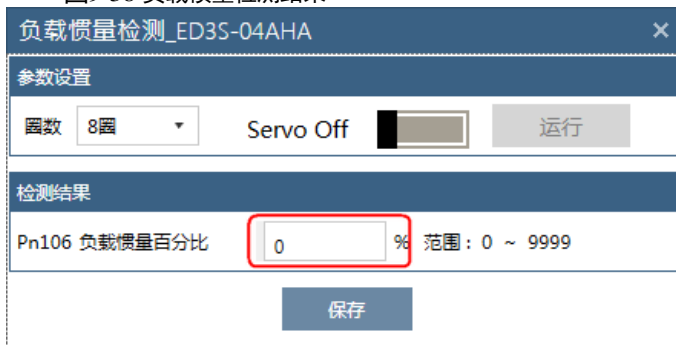 负载惯量检测_ED3S-04AHA
参数设置
圈数 8圈 Servo Off 运行
检测结果
Pn106 负载惯量百分比 0 % 范围：0 ~ 9999
保存